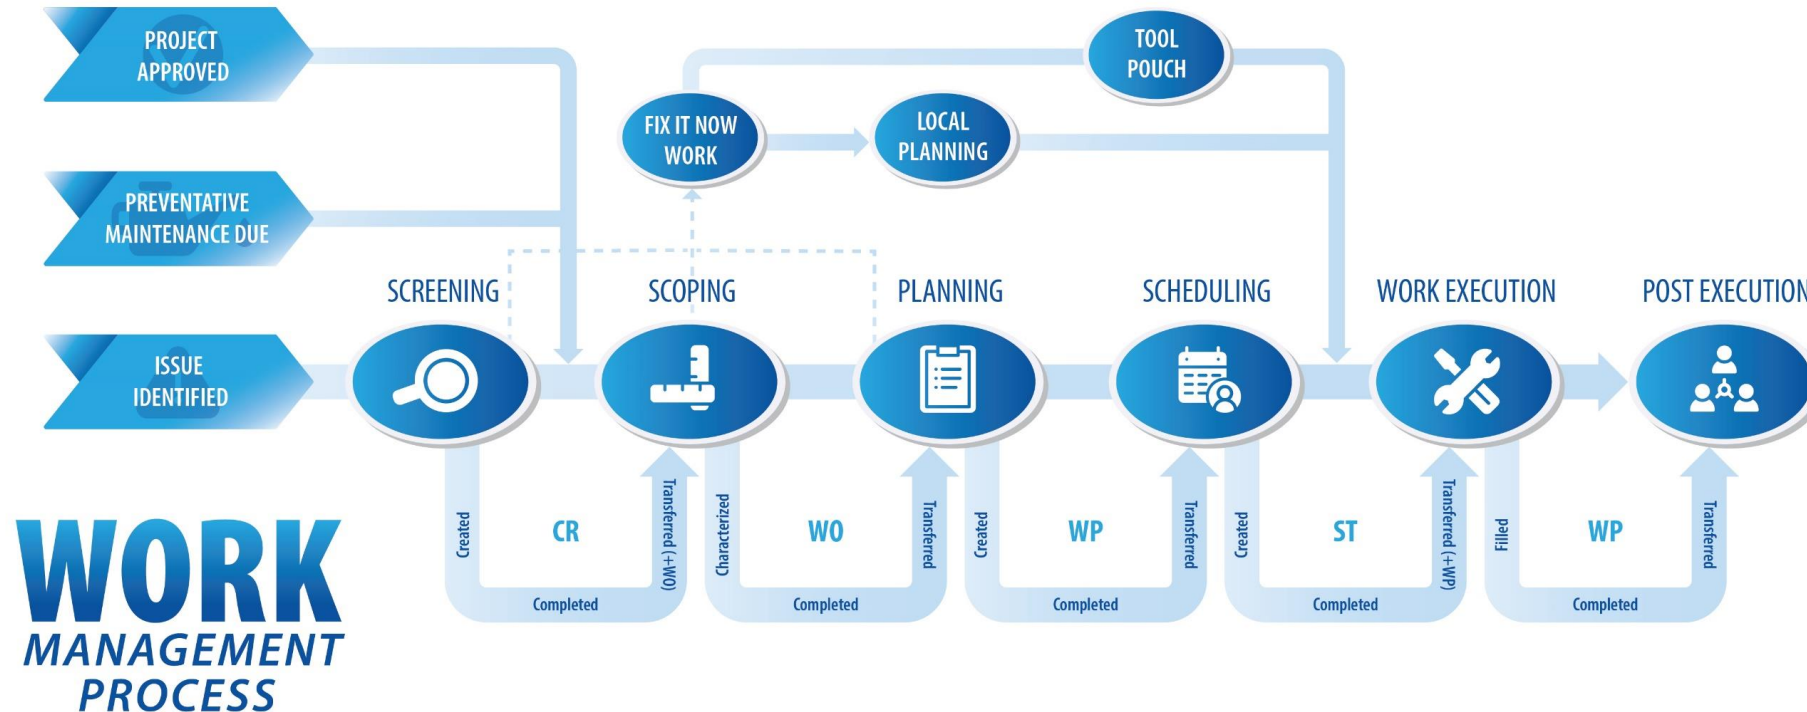 PROJECT
APPROVED
TOOL
POUCH
FIX IT NOW
WORK
LOCAL
PLANNING
PREVENTATIVE
MAINTENANCE DUE
SCREENING
SCOPING
PLANNING
SCHEDULING
WORK EXECUTION
POST EXECUTION
ISSUE
IDENTIFIED
Created
CR
Completed
Transferred (+WO)
Characterized
WO
Completed
Transferred
Created
WP
Completed
Transferred
Created
ST
Completed
Transferred (+WP)
Filled
WP
Completed
Transferred
WORK
MANAGEMENT
PROCESS